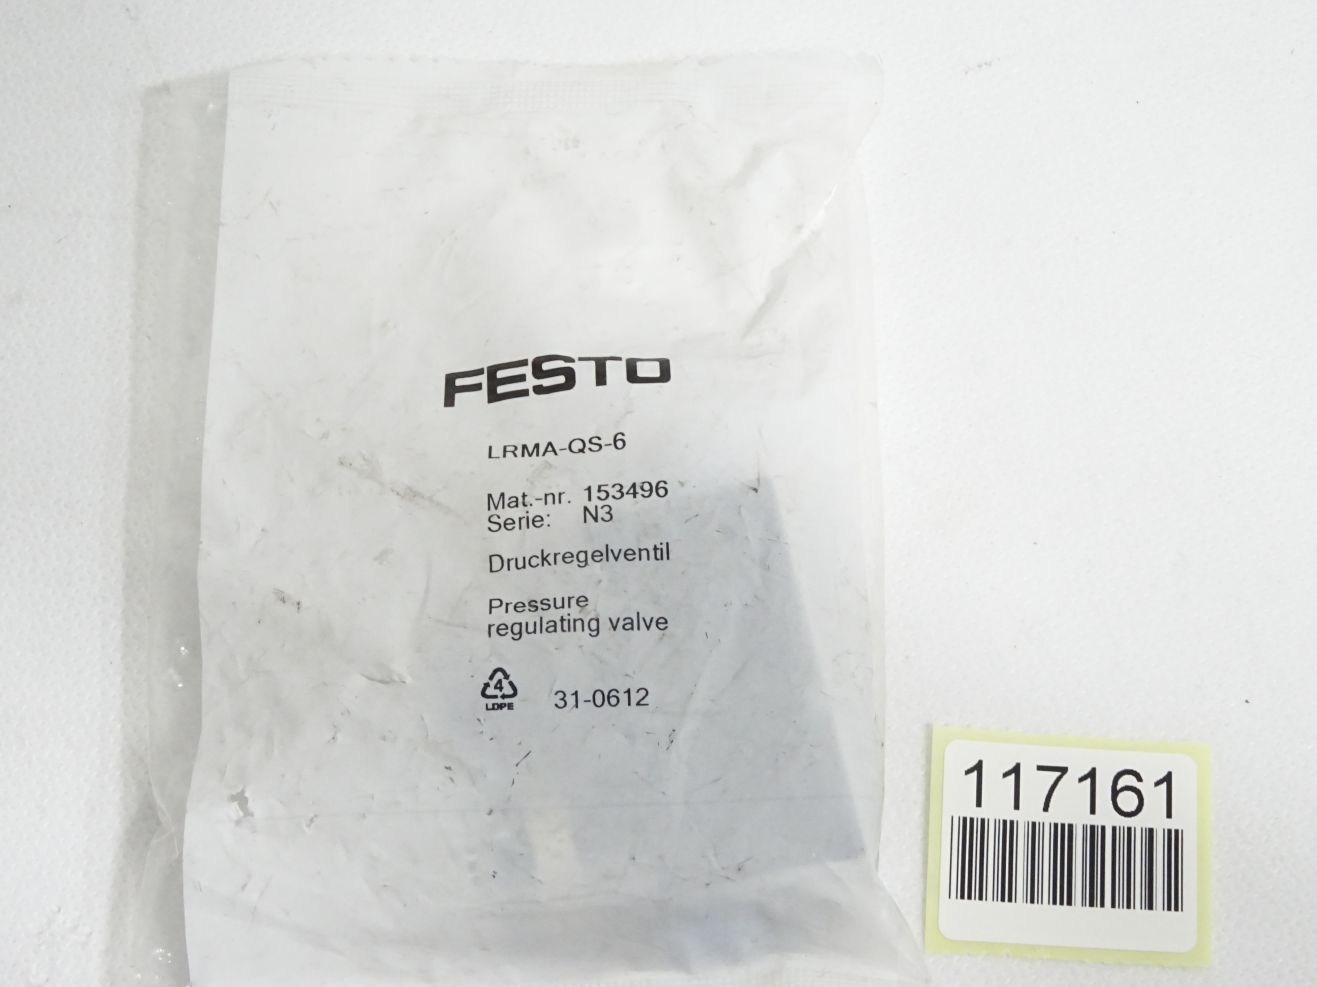 FESTO
LRMA-QS-6
Mat.-nr. 153496
Serie: N3
Druckregelventil
Pressure
regulating valve
4
LDPE
31-0612
117161